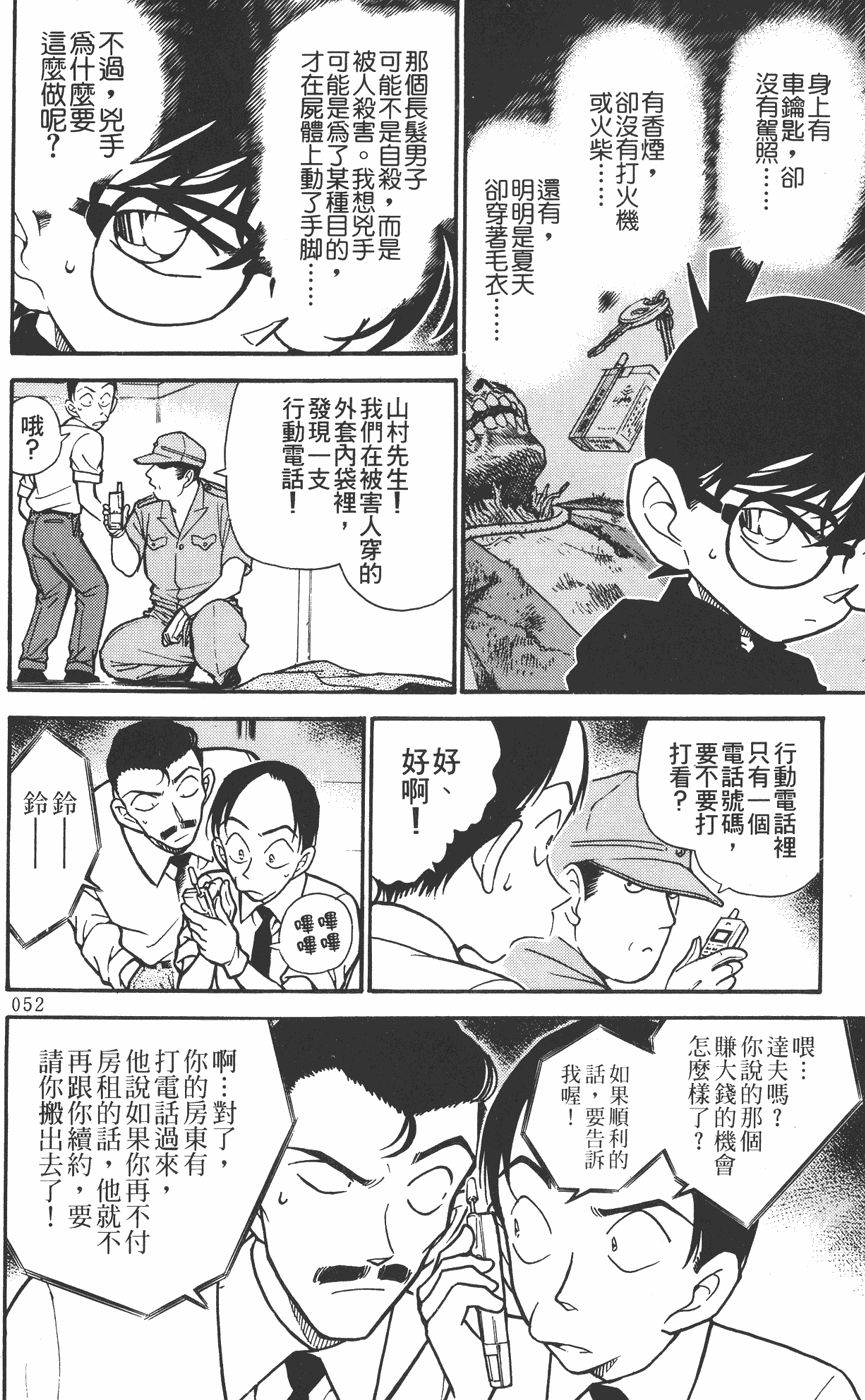 身上有
車鑰匙，卻
沒有駕照……
有香煙，
卻沒有打火機
或火柴……
還有，
明明是夏天
卻穿著毛衣……
那個長髮男子
可能不是自殺，而是
被人殺害。我想兇手
可能是為了某種目的，
才在屍體上動了手腳……
不過，兇手
為什麼要
這麼做呢？
山村先生！
我們在被害人穿的
外套內袋裡，
發現一支
行動電話！
哦？
行動電話裡
只有一個
電話號碼，
要不要打
打看？
好、
好啊！
嗶嗶
嗶嗶
鈴——
鈴——
052
喂…
達夫嗎？
你說的那個
賺大錢的機會
怎麼樣了？
如果順利的
話，要告訴
我喔！
啊…對了，
你的房東有
打電話過來，
他說如果你再不付
房租的話，他就不
再跟你續約，要
請你搬出去了！